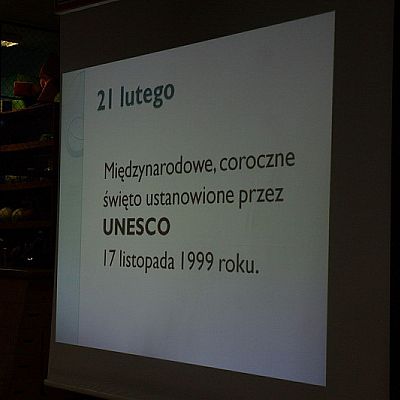 21 lutego
Międzynarodowe, coroczne
święto ustanowione przez
UNESCO
17 listopada 1999 roku.